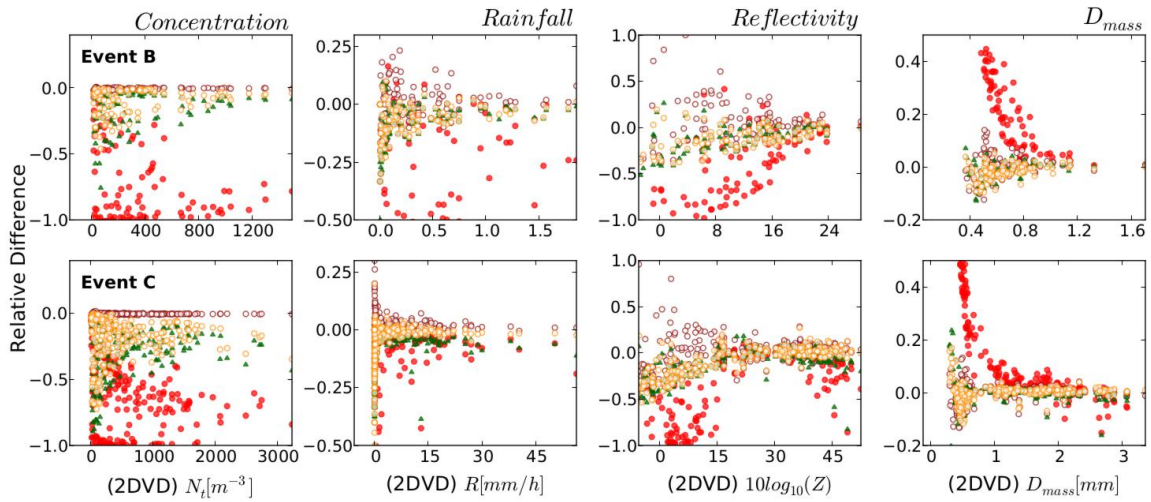 Concentration Rainfall Reflectivity D_mass
Event B
0.0 −0.5 −1.0
0 400 800 1200
0.25 0.00 −0.25 −0.50
0.0 0.5 1.0 1.5
1.0 0.5 0.0 −0.5 −1.0
0 8 16 24
0.4 0.2 0.0 −0.2
0.4 0.8 1.2 1.6
Relative Difference
Event C
0.0 −0.5 −1.0
0 1000 2000 3000
0.25 0.00 −0.25 −0.50
0 15 30 45
1.0 0.5 0.0 −0.5 −1.0
0 15 30 45
0.4 0.2 0.0 −0.2
0 1 2 3
(2DVD) N_t[m^{−3}] (2DVD) R[mm/h] (2DVD) 10log_{10}(Z) (2DVD) D_mass[mm]